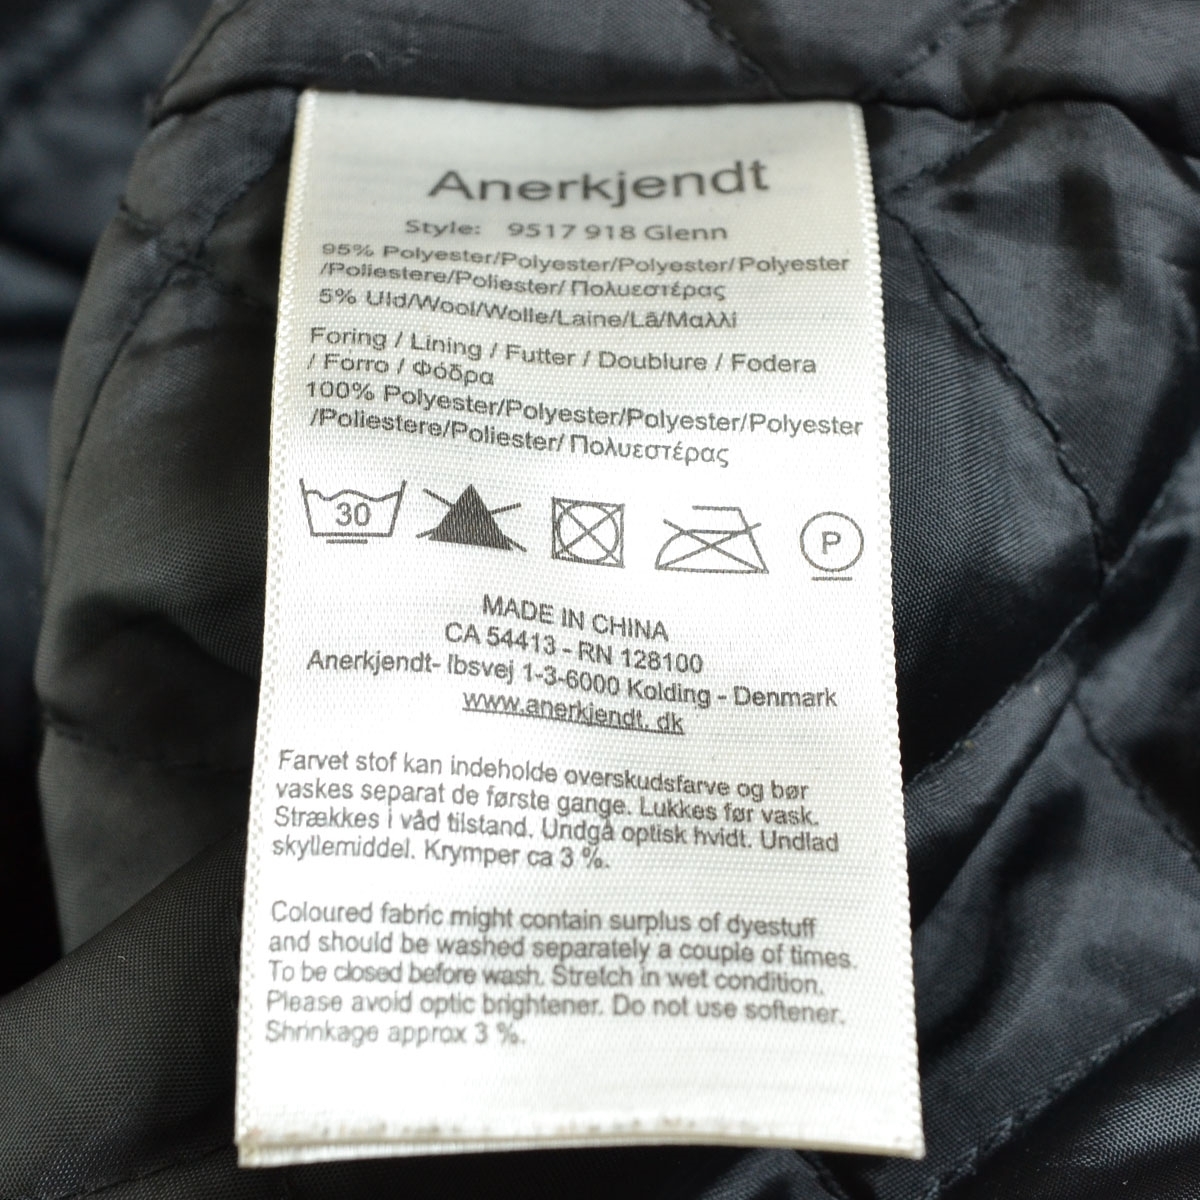 Anerkjendt
Style: 9517 918 Glenn
95% Polyester/Polyester/Polyester/ Polyester
/Poliestere/Poliester/ Πολυεστέρας
5% Uld/Wool/Wolle/Laine/Lã/Μαλλί
Foring / Lining / Futter / Doublure / Fodera
/ Forro / Φόδρα
100% Polyester/Polyester/Polyester/Polyester
/Poliestere/Poliester/ Πολυεστέρας
30 P
MADE IN CHINA
CA 54413 - RN 128100
Anerkjendt- Ibsvej 1-3-6000 Kolding - Denmark
www.anerkjendt. dk
Farvet stof kan indeholde overskudsfarve og bør
vaskes separat de første gange. Lukkes før vask.
Strækkes i våd tilstand. Undgå optisk hvidt. Undlad
skyllemiddel. Krymper ca 3 %.
Coloured fabric might contain surplus of dyestuff
and should be washed separately a couple of times.
To be closed before wash. Stretch in wet condition.
Please avoid optic brightener. Do not use softener.
Shrinkage approx 3 %.